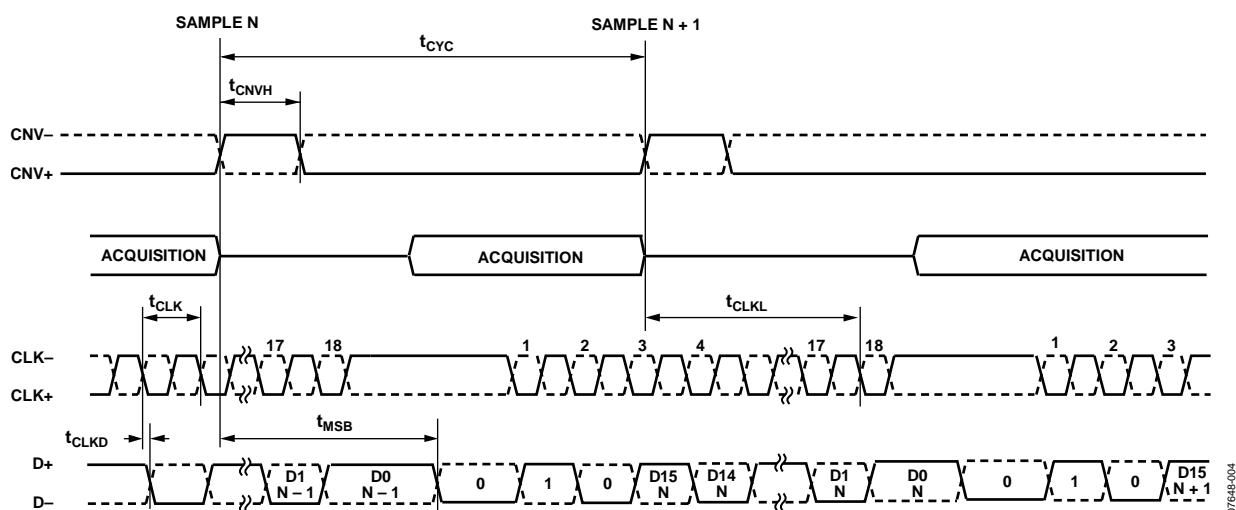 SAMPLE N SAMPLE N + 1
tCYC
tCNVH
CNV–
CNV+
ACQUISITION ACQUISITION ACQUISITION
tCLK tCLKL
CLK– 17 18 1 2 3 4 17 18 1 2 3
CLK+
tCLKD tMSB
D+
D–
D1 N – 1 D0 N – 1 0 1 0 D15 N D14 N D1 N D0 N 0 1 0 D15 N + 1
07648-004